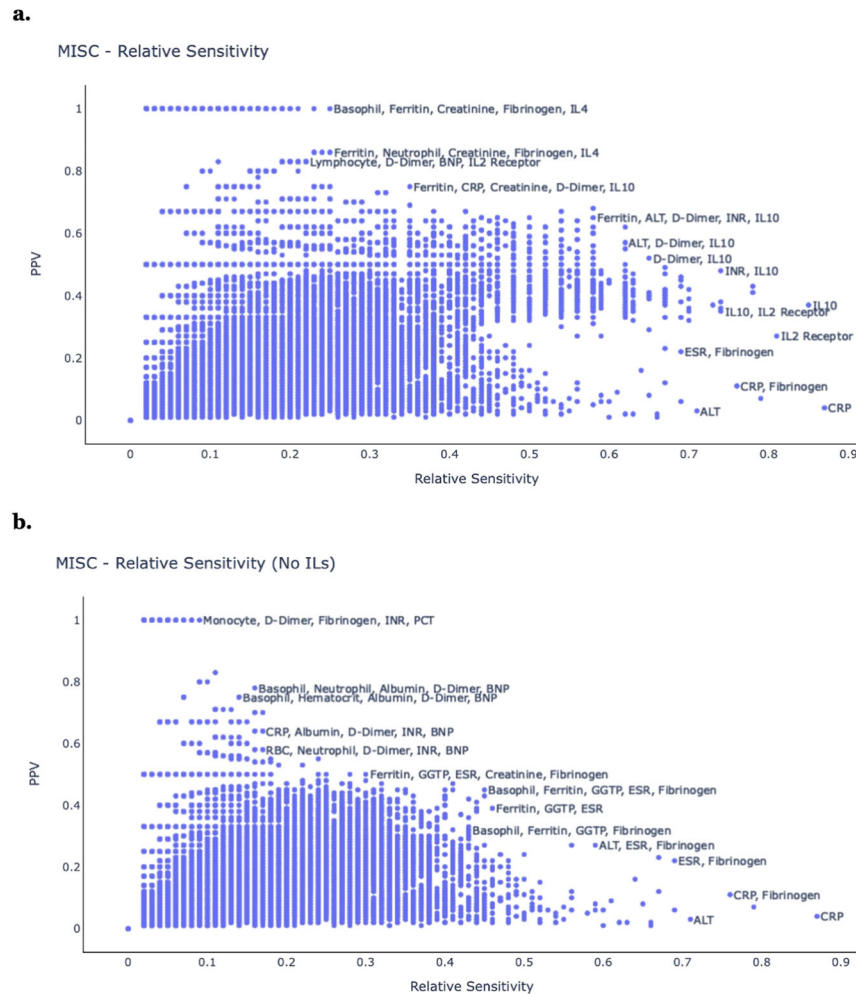 a.
MISC - Relative Sensitivity
1
Basophil, Ferritin, Creatinine, Fibrinogen, IL4
Ferritin, Neutrophil, Creatinine, Fibrinogen, IL4
0.8
Lymphocyte, D-Dimer, BNP, IL2 Receptor
Ferritin, CRP, Creatinine, D-Dimer, IL10
Ferritin, ALT, D-Dimer, INR, IL10
0.6
ALT, D-Dimer, IL10
D-Dimer, IL10
PPV
INR, IL10
0.4
IL10
IL10, IL2 Receptor
IL2 Receptor
ESR, Fibrinogen
0.2
CRP, Fibrinogen
CRP
ALT
0
0 0.1 0.2 0.3 0.4 0.5 0.6 0.7 0.8 0.9
Relative Sensitivity
b.
MISC - Relative Sensitivity (No ILs)
1
Monocyte, D-Dimer, Fibrinogen, INR, PCT
0.8
Basophil, Neutrophil, Albumin, D-Dimer, BNP
Basophil, Hematocrit, Albumin, D-Dimer, BNP
CRP, Albumin, D-Dimer, INR, BNP
0.6
RBC, Neutrophil, D-Dimer, INR, BNP
PPV
Ferritin, GGTP, ESR, Creatinine, Fibrinogen
Basophil, Ferritin, GGTP, ESR, Fibrinogen
0.4
Ferritin, GGTP, ESR
Basophil, Ferritin, GGTP, Fibrinogen
ALT, ESR, Fibrinogen
ESR, Fibrinogen
0.2
CRP, Fibrinogen
CRP
ALT
0
0 0.1 0.2 0.3 0.4 0.5 0.6 0.7 0.8 0.9
Relative Sensitivity